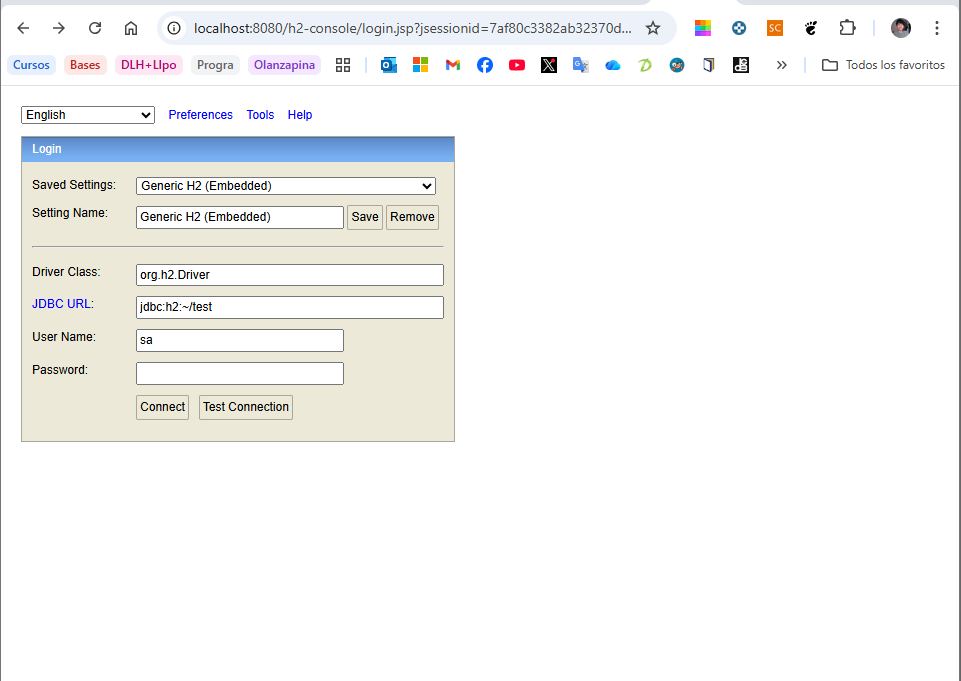 localhost:8080/h2-console/login.jsp?jsessionid=7af80c3382ab32370d...
SC
Cursos Bases DLH+LIpo Progra Olanzapina Todos los favoritos
English Preferences Tools Help
Login
Saved Settings: Generic H2 (Embedded)
Setting Name: Generic H2 (Embedded) Save Remove
Driver Class: org.h2.Driver
JDBC URL: jdbc:h2:~/test
User Name: sa
Password:
Connect Test Connection